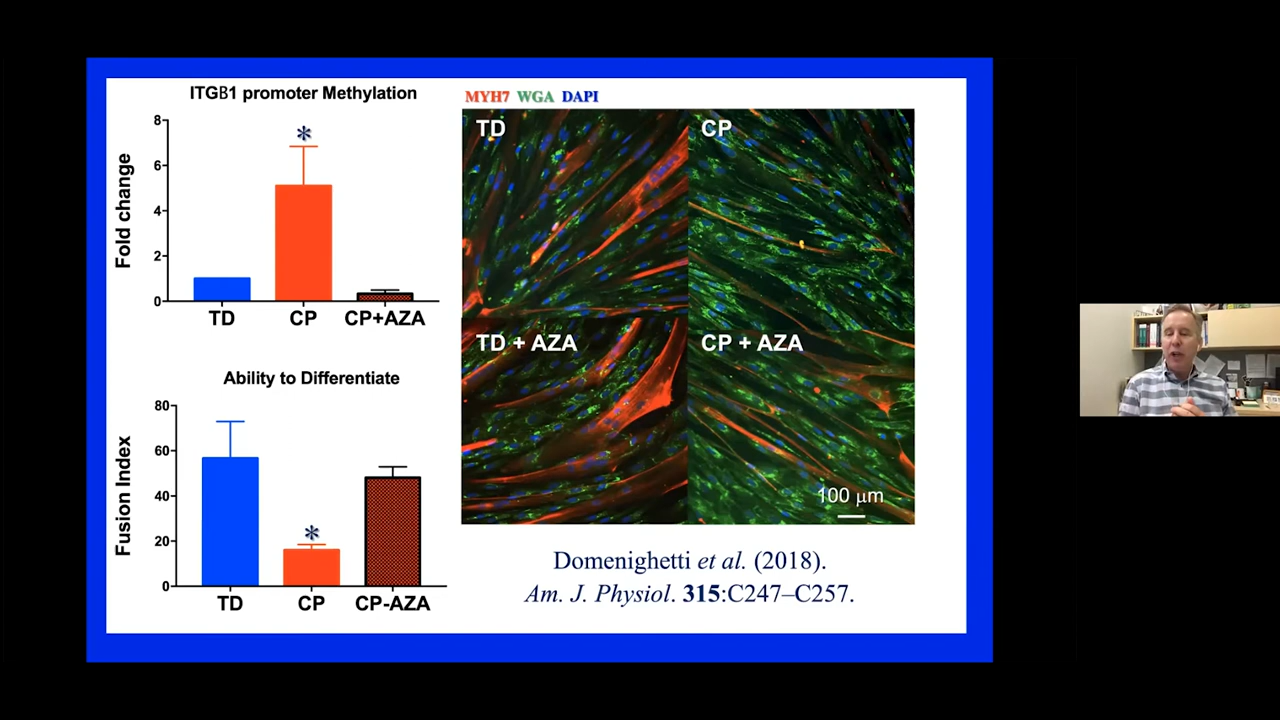 ITGB1 promoter Methylation
Fold change
8
6
4
2
0
TD
CP
CP+AZA
*
Ability to Differentiate
Fusion Index
80
60
40
20
0
TD
CP
CP-AZA
*
MYH7 WGA DAPI
TD
CP
TD + AZA
CP + AZA
100 µm
Domenighetti et al. (2018).
Am. J. Physiol. 315:C247–C257.